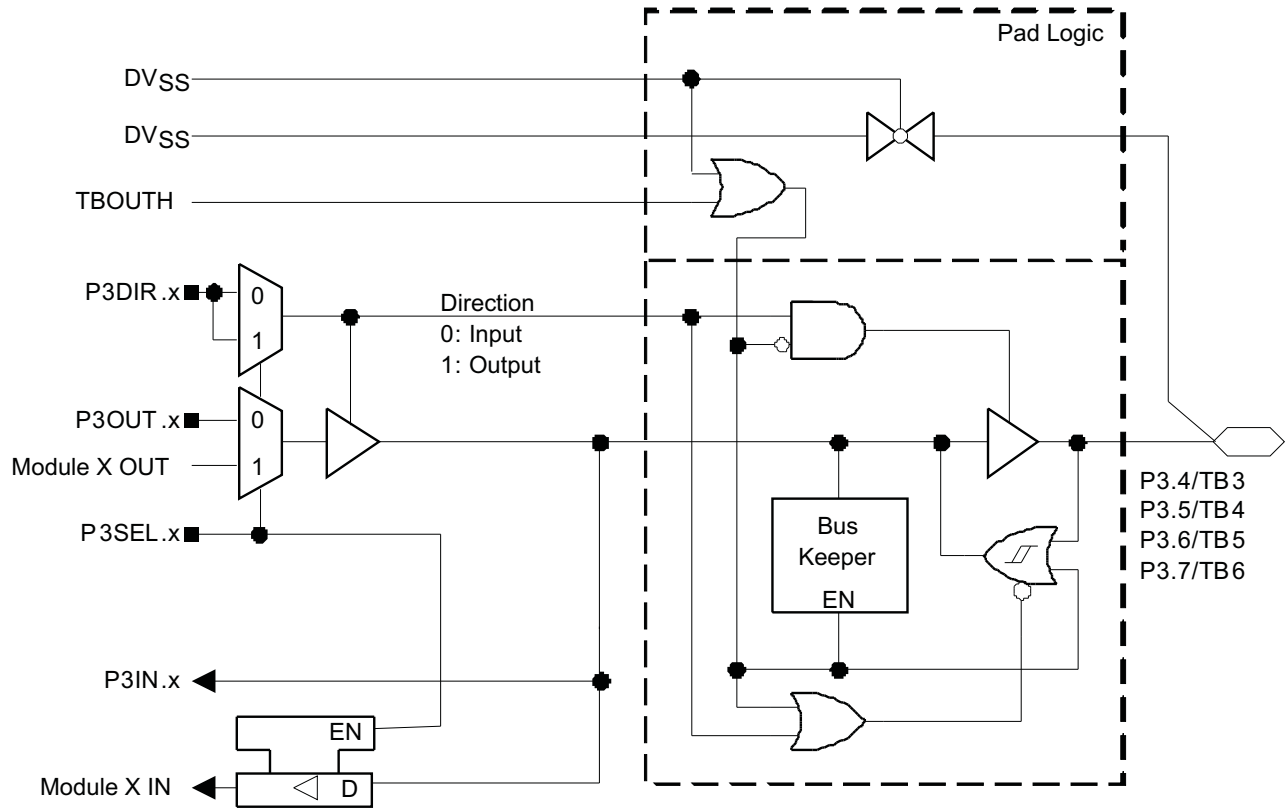 Pad Logic
DVSS
DVSS
TBOUTH
P3DIR.x
0
1
Direction
0: Input
1: Output
P3OUT.x
0
Module X OUT
1
P3SEL.x
Bus
Keeper
EN
P3.4/TB3
P3.5/TB4
P3.6/TB5
P3.7/TB6
P3IN.x
EN
Module X IN
D